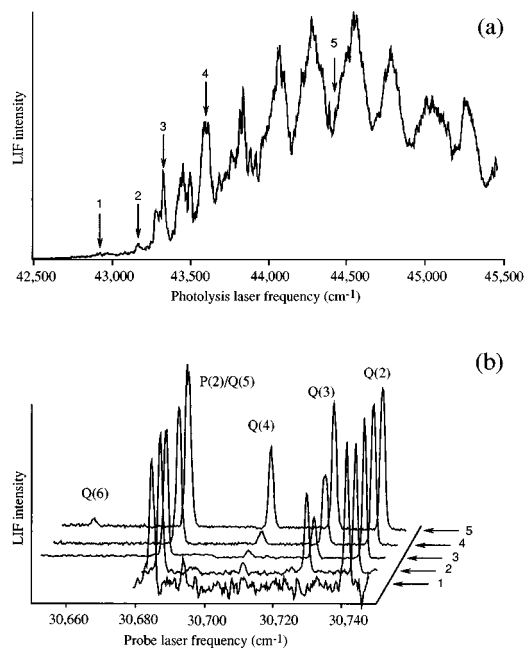 (a)
LIF intensity
1
2
3
4
5
42,500 43,000 43,500 44,000 44,500 45,000 45,500
Photolysis laser frequency (cm-1)
(b)
LIF intensity
Q(6)
P(2)/Q(5)
Q(4)
Q(3)
Q(2)
5
4
3
2
1
30,660 30,680 30,700 30,720 30,740
Probe laser frequency (cm-1)